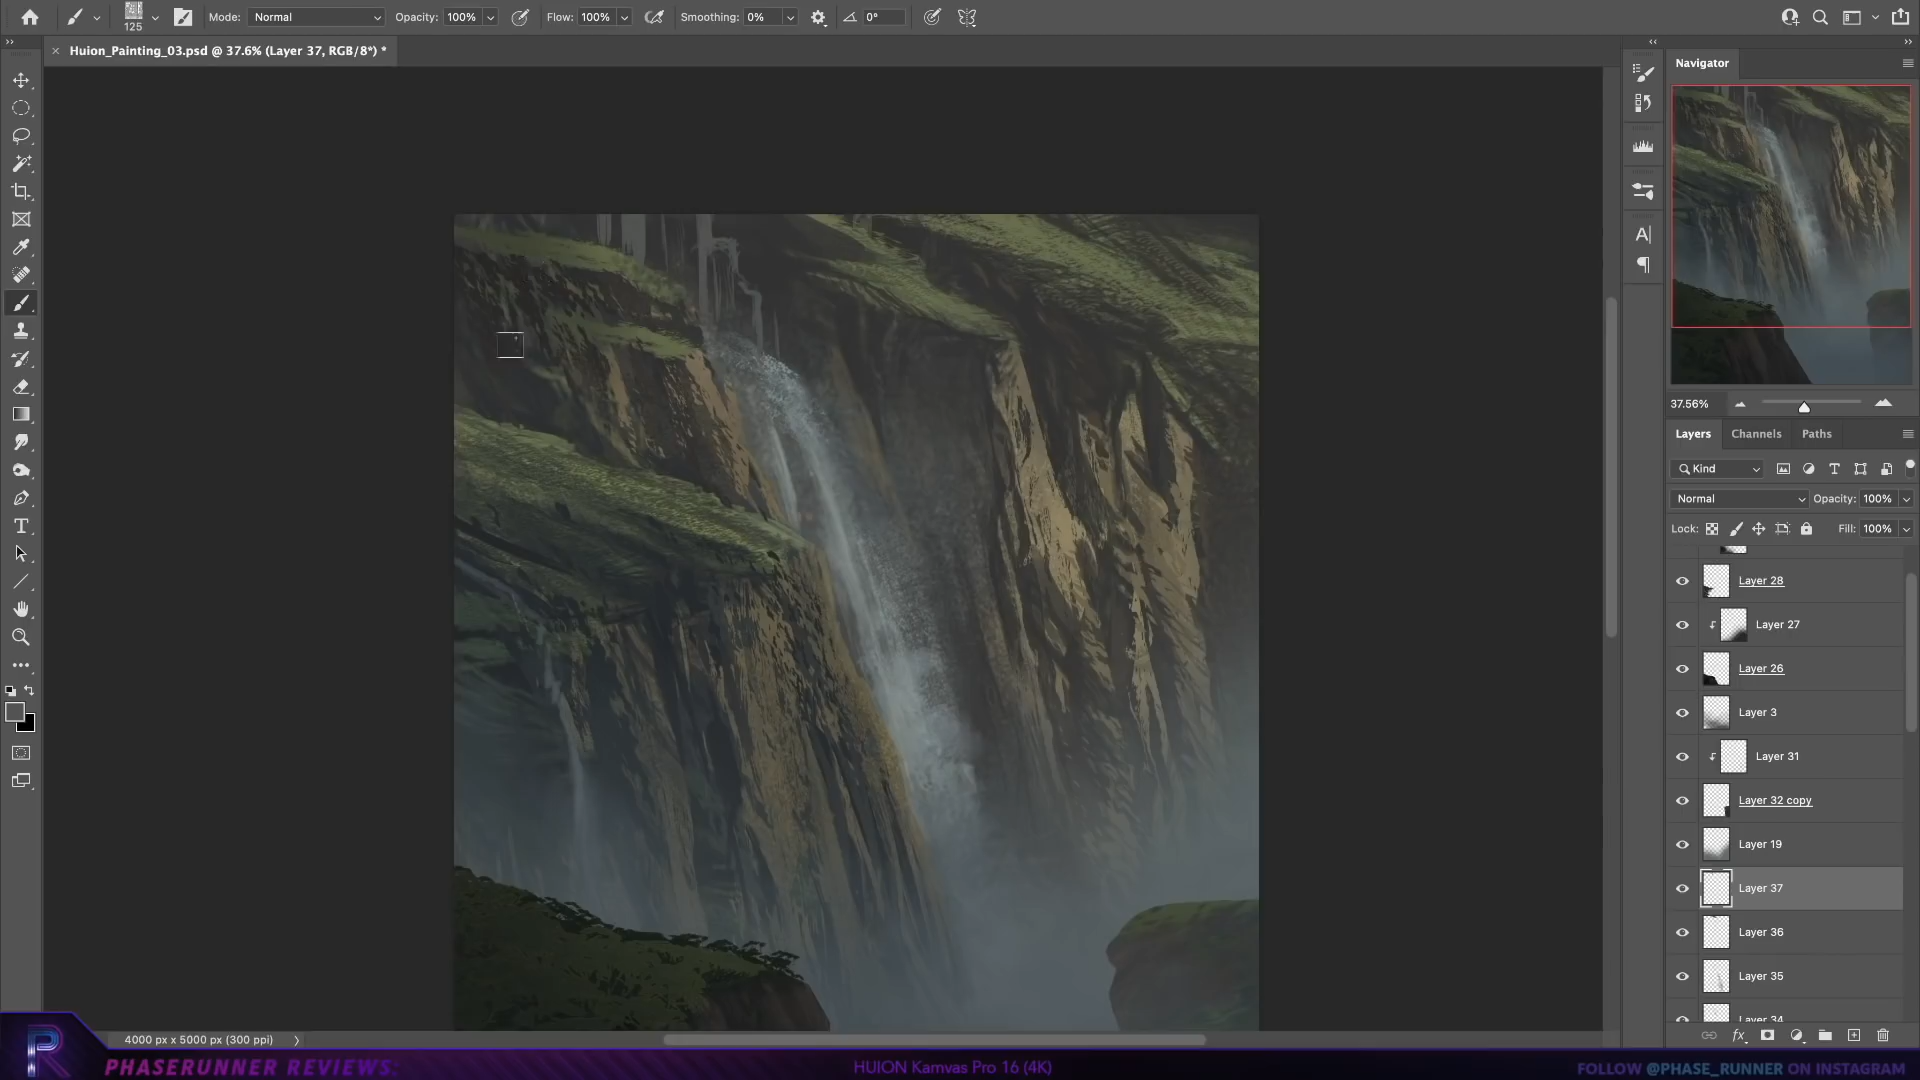 125
Mode: Normal
Opacity: 100%
Flow: 100%
Smoothing: 0%
0°
Huion_Painting_03.psd @ 37.6% (Layer 37, RGB/8*) *
Navigator
37.56%
Layers
Channels
Paths
Kind
Normal
Opacity: 100%
Lock:
Fill: 100%
Layer 28
Layer 27
Layer 26
Layer 3
Layer 31
Layer 32 copy
Layer 19
Layer 37
Layer 36
Layer 35
Layer 34
4000 px x 5000 px (300 ppi)
PHASERUNNER REVIEWS:
HUION Kamvas Pro 16 (4K)
FOLLOW @PHASE_RUNNER ON INSTAGRAM